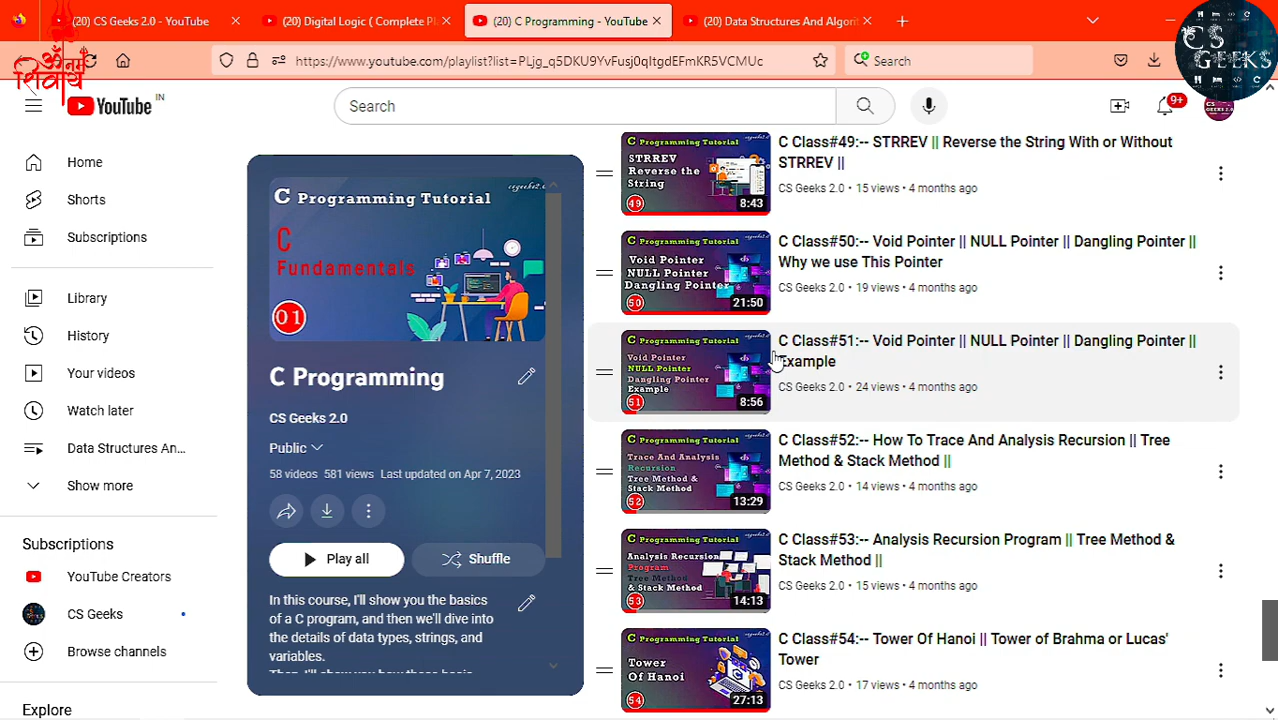 (20) CS Geeks 2.0 - YouTube
(20) Digital Logic ( Complete Pl
(20) C Programming - YouTube
(20) Data Structures And Algorit
ॐ नमः
शिवाय
https://www.youtube.com/playlist?list=PLjg_q5DKU9YvFusj0qItgdEFmKR5VCMUc
Search
CS
GEEKS
YouTube IN
Search
9+
Home
Shorts
Subscriptions
Library
History
Your videos
Watch later
Data Structures An...
Show more
Subscriptions
YouTube Creators
CS Geeks
Browse channels
Explore
csgeeks2.0
C Programming Tutorial
C
Fundamentals
01
C Programming
CS Geeks 2.0
Public
58 videos 581 views Last updated on Apr 7, 2023
Play all
Shuffle
In this course, I'll show you the basics
of a C program, and then we'll dive into
the details of data types, strings, and
variables.
C Programming Tutorial
STRREV
Reverse the
String
49
8:43
C Class#49:-- STRREV || Reverse the String With or Without
STRREV ||
CS Geeks 2.0 • 15 views • 4 months ago
C Programming Tutorial
Void Pointer
NULL Pointer
Dangling Pointer
50
21:50
C Class#50:-- Void Pointer || NULL Pointer || Dangling Pointer ||
Why we use This Pointer
CS Geeks 2.0 • 19 views • 4 months ago
C Programming Tutorial
Void Pointer
NULL Pointer
Dangling Pointer
Example
51
8:56
C Class#51:-- Void Pointer || NULL Pointer || Dangling Pointer ||
Example
CS Geeks 2.0 • 24 views • 4 months ago
C Programming Tutorial
Trace And Analysis
Recursion
Tree Method &
Stack Method
52
13:29
C Class#52:-- How To Trace And Analysis Recursion || Tree
Method & Stack Method ||
CS Geeks 2.0 • 14 views • 4 months ago
C Programming Tutorial
Analysis Recursion
Program
Tree Method
& Stack Method
53
14:13
C Class#53:-- Analysis Recursion Program || Tree Method &
Stack Method ||
CS Geeks 2.0 • 15 views • 4 months ago
C Programming Tutorial
Tower
Of Hanoi
54
27:13
C Class#54:-- Tower Of Hanoi || Tower of Brahma or Lucas'
Tower
CS Geeks 2.0 • 17 views • 4 months ago